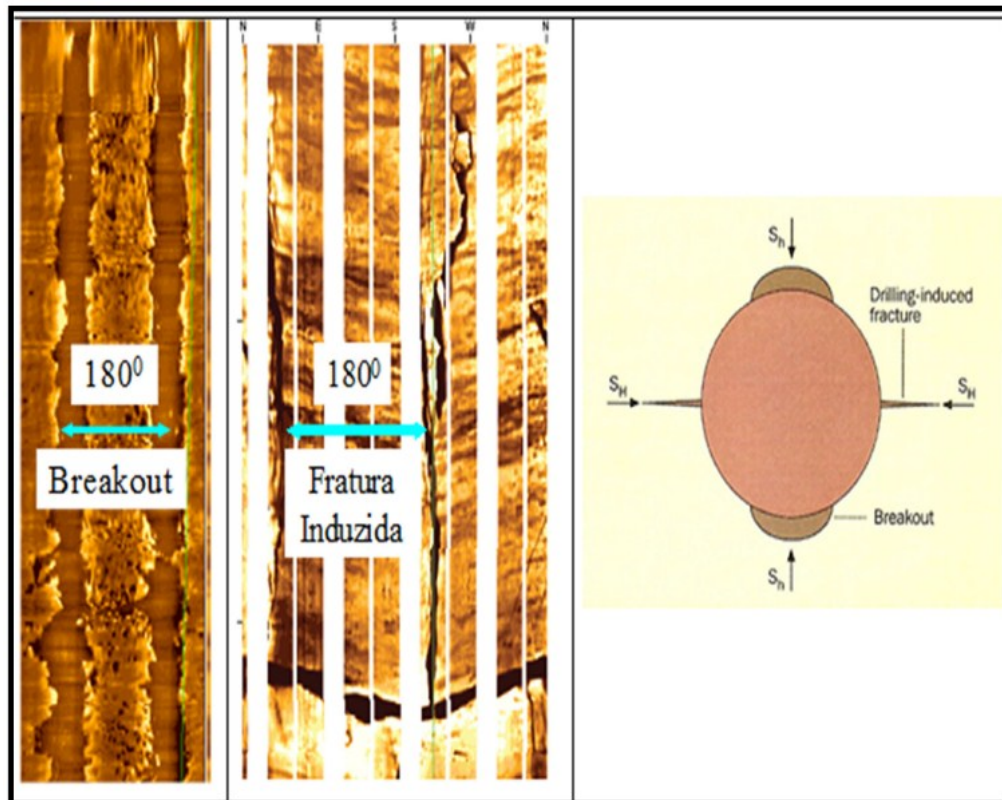 N E S W N
180⁰
Breakout
180⁰
Fratura
Induzida
Sh
Drilling-induced
fracture
SH
SH
Breakout
Sh